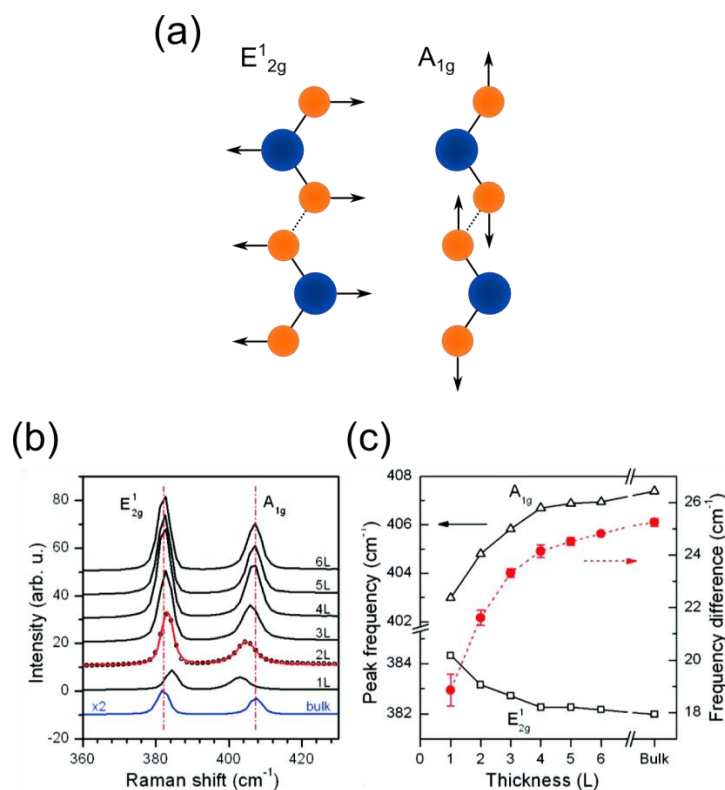 (a)
E¹₂g A₁g
(b)
E¹₂g A₁g
6L
5L
4L
3L
2L
1L
x2 bulk
80
60
40
20
0
-20
360 380 400 420
Intensity (arb. u.)
Raman shift (cm⁻¹)
(c)
A₁g
E¹₂g
408
406
404
402
384
382
26
24
22
20
18
0 1 2 3 4 5 6 Bulk
Peak frequency (cm⁻¹)
Frequency difference (cm⁻¹)
Thickness (L)